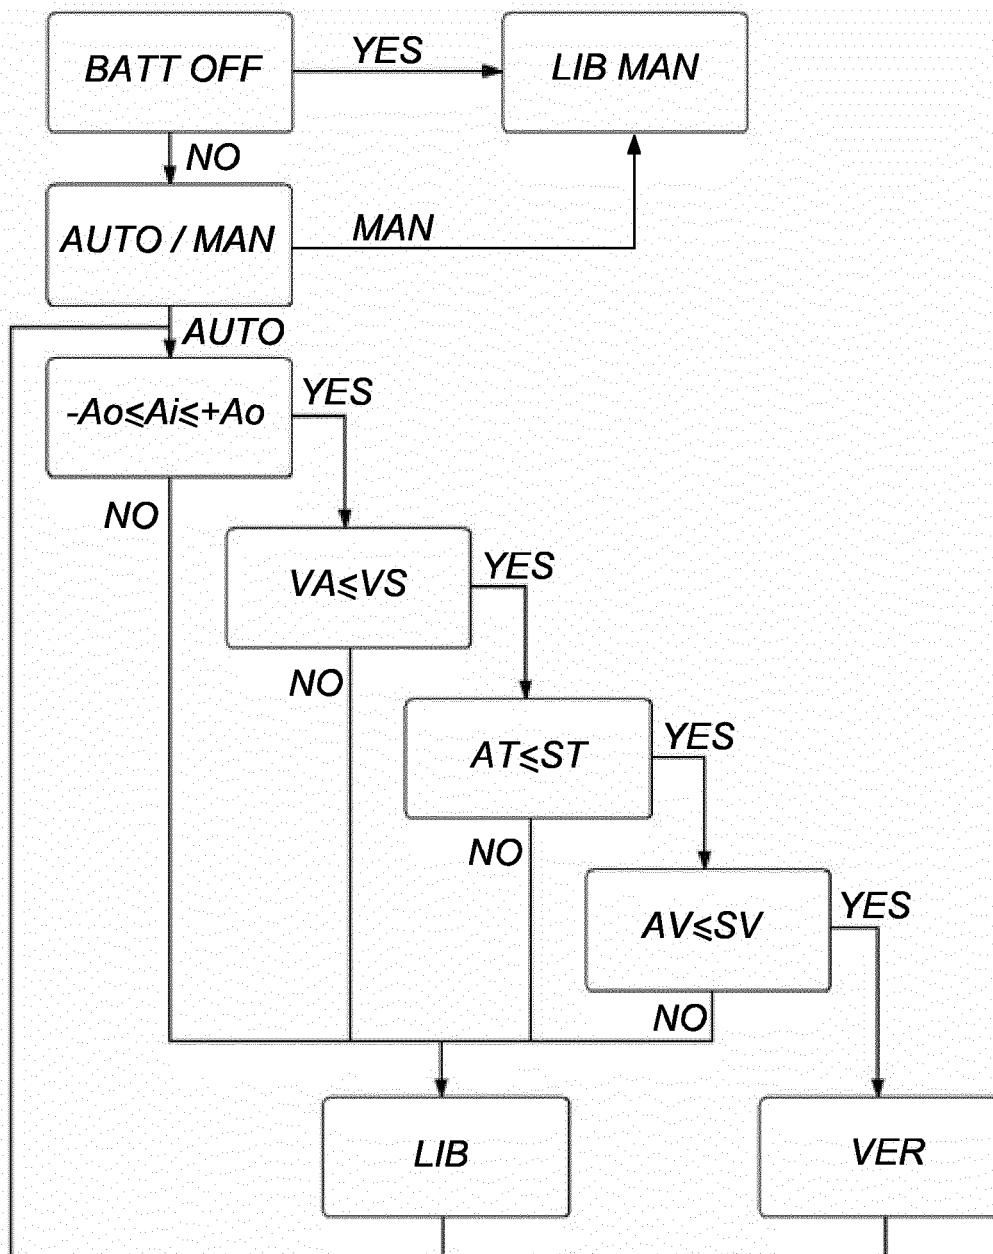 BATT OFF
YES
LIB MAN
NO
AUTO / MAN
MAN
AUTO
-Ao⩽Ai⩽+Ao
YES
NO
VA⩽VS
YES
NO
AT⩽ST
YES
NO
AV⩽SV
YES
NO
LIB
VER